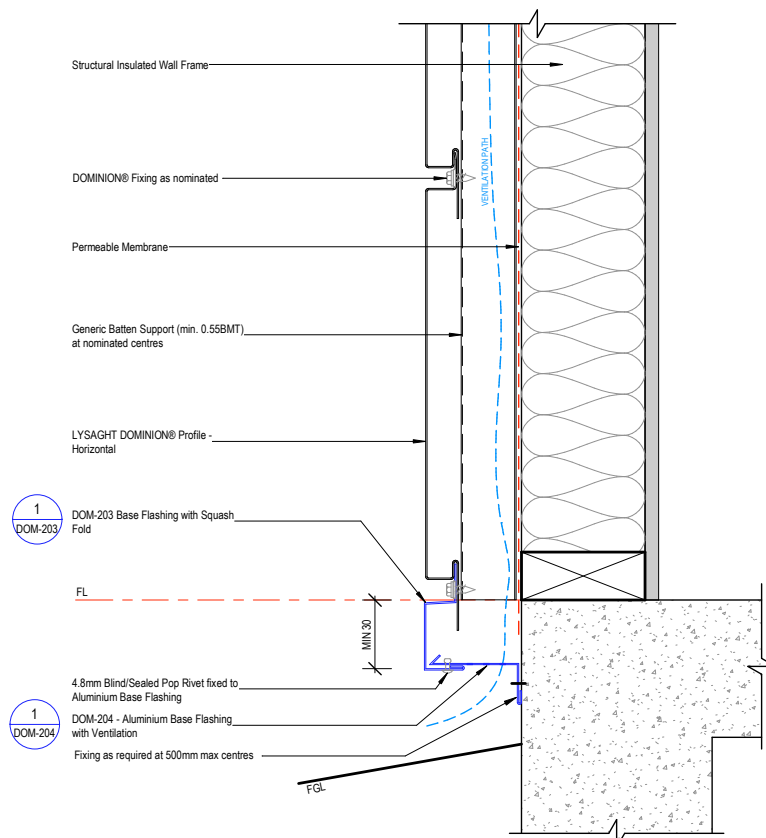 Structural Insulated Wall Frame
DOMINION® Fixing as nominated
VENTILATION PATH
Permeable Membrane
Generic Batten Support (min. 0.55BMT)
at nominated centres
LYSAGHT DOMINION® Profile -
Horizontal
1
DOM-203
DOM-203 Base Flashing with Squash
Fold
FL
MIN 30
4.8mm Blind/Sealed Pop Rivet fixed to
Aluminium Base Flashing
1
DOM-204
DOM-204 - Aluminium Base Flashing
with Ventilation
Fixing as required at 500mm max centres
FGL